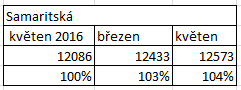 Samaritská
květen 2016 březen květen
12086 12433 12573
100% 103% 104%